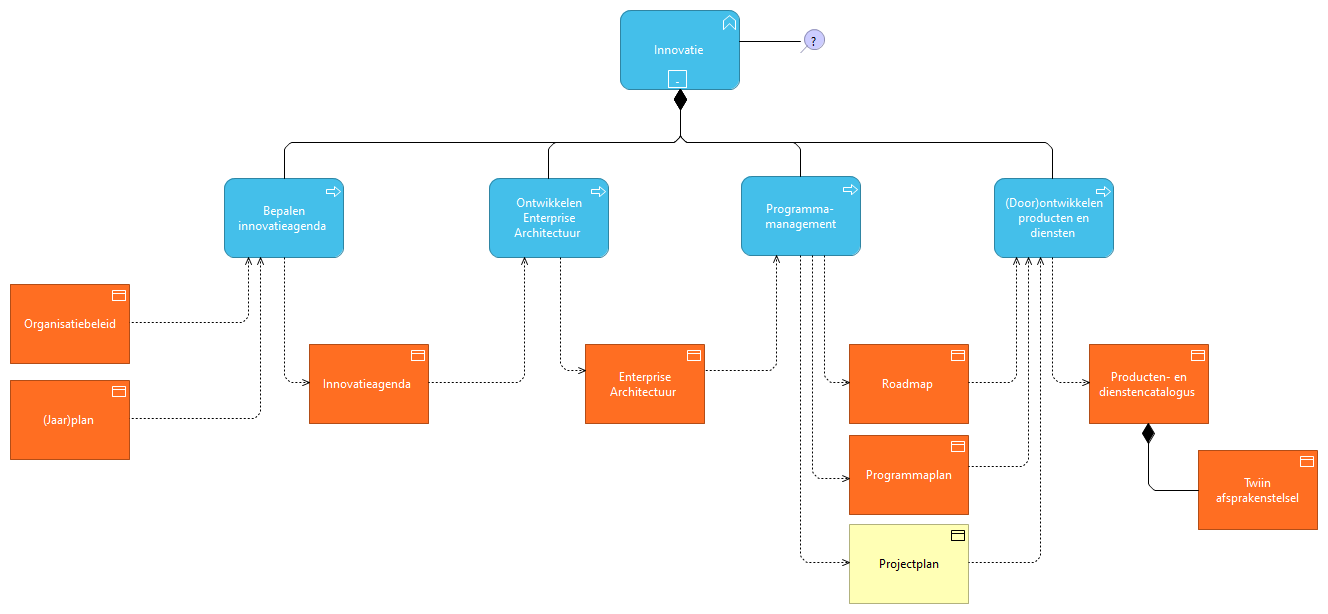 Innovatie
?
-
Bepalen
innovatieagenda
Ontwikkelen
Enterprise
Architectuur
Programma-
management
(Door)ontwikkelen
producten en
diensten
Organisatiebeleid
(Jaar)plan
Innovatieagenda
Enterprise
Architectuur
Roadmap
Programmaplan
Projectplan
Producten- en
dienstencatalogus
Twiin
afsprakenstelsel